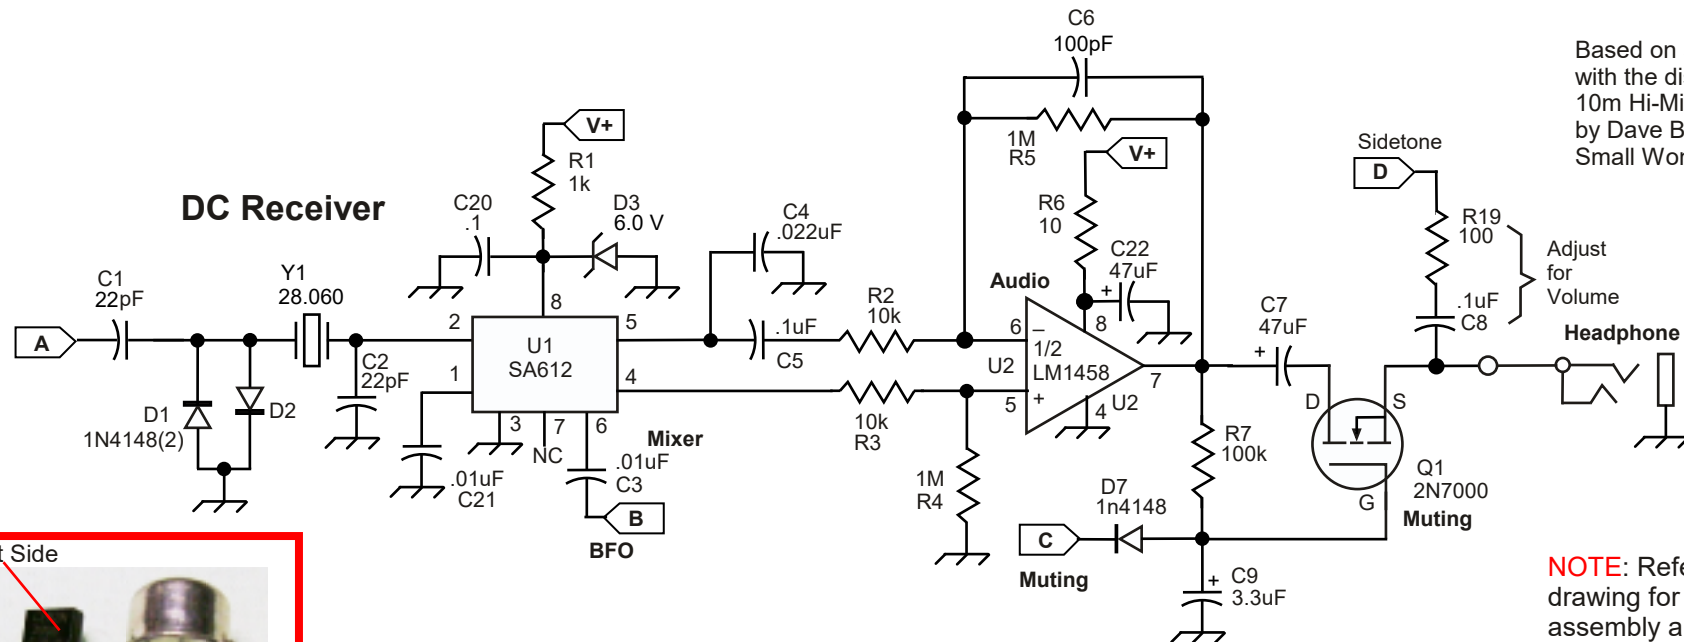 C6
100pF
Based on
with the di
10m Hi-Mi
by Dave B
Small Wor
V+
R1
1k
1M
R5
V+
Sidetone
D
DC Receiver
C20
.1
D3
6.0 V
C4
.022uF
R6
10
R19
100
Adjust
for
Volume
C1
22pF
Y1
28.060
C22
47uF
+
Audio
8
R2
10k
C7
47uF
+
.1uF
C8
Headphone
A
2
5
.1uF
C5
6
–
8
U1
SA612
1/2
LM1458
U2
7
C2
22pF
1
4
5
+
4
U2
D
S
D1
1N4148(2)
D2
3
7
6
NC
Mixer
10k
R3
R7
100k
Q1
2N7000
G
Muting
.01uF
C21
.01uF
C3
1M
R4
D7
1n4148
B
BFO
C
Muting
+
C9
3.3uF
t Side
NOTE: Refe
drawing for
assembly a